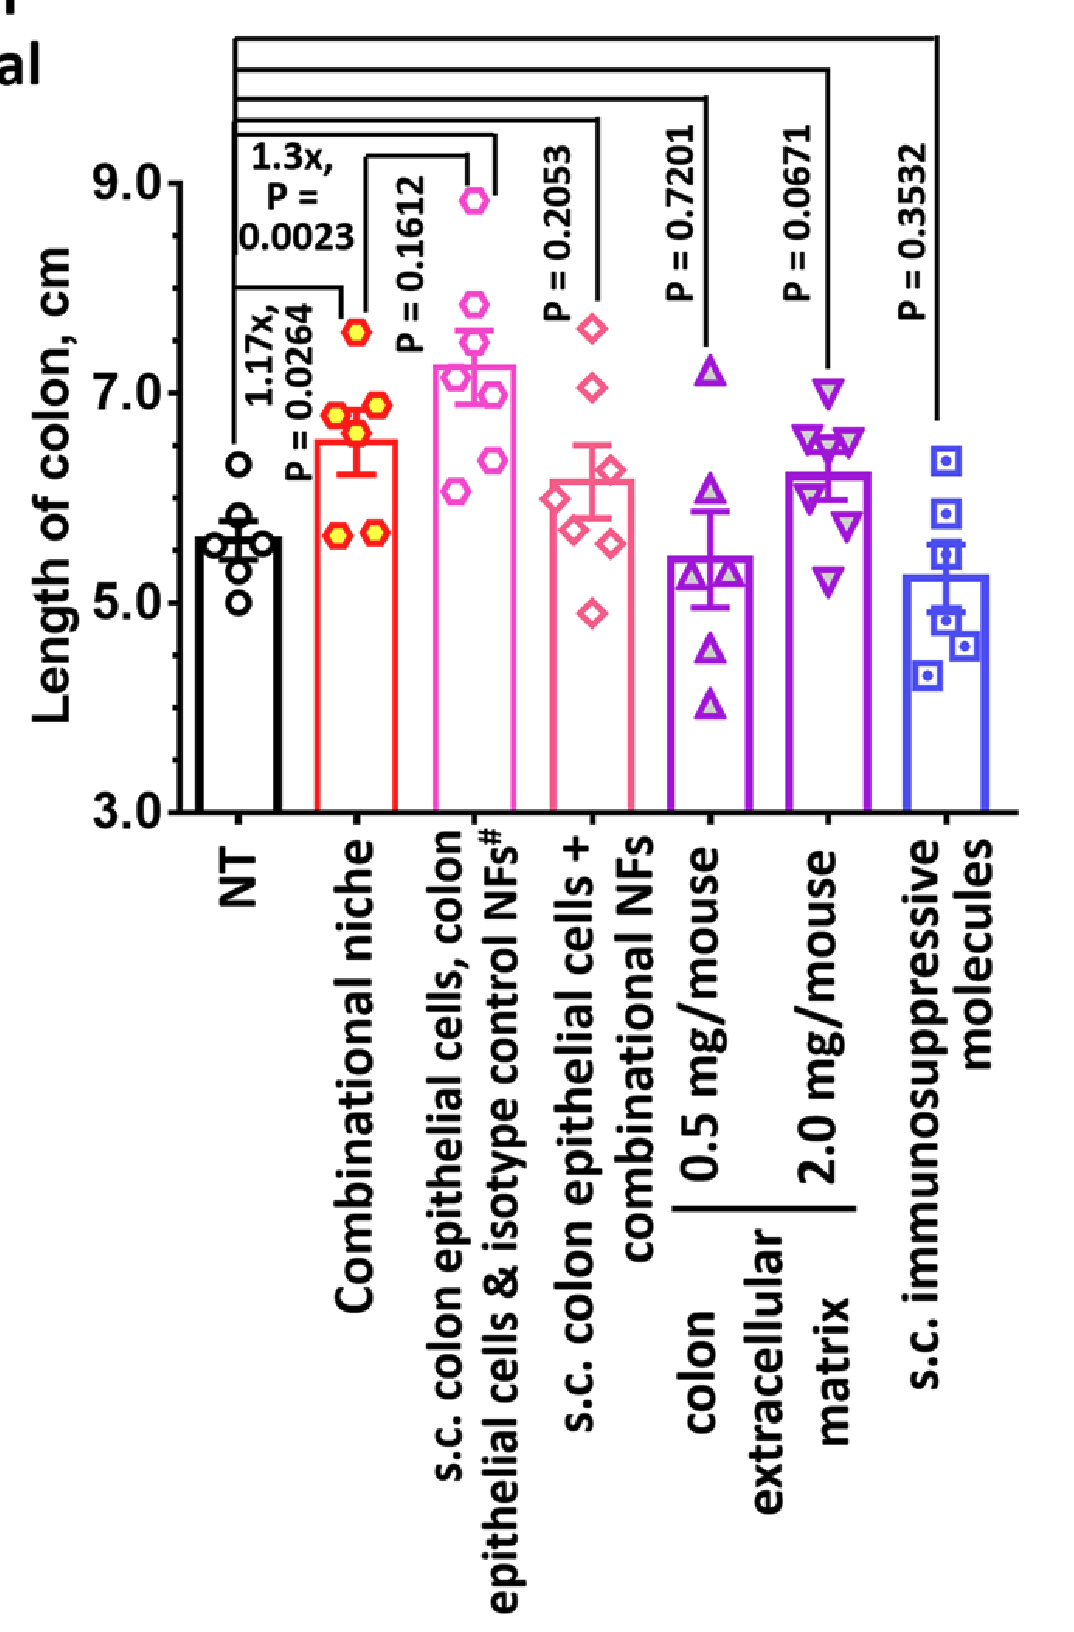 al
Length of colon, cm
9.0
7.0
5.0
3.0
1.3x,
P =
0.0023
1.17x,
P = 0.0264
P = 0.1612
P = 0.2053
P = 0.7201
P = 0.0671
P = 0.3532
NT
Combinational niche
s.c. colon epithelial cells, colon
epithelial cells & isotype control NFs#
s.c. colon epithelial cells +
combinational NFs
0.5 mg/mouse
2.0 mg/mouse
colon
extracellular
matrix
s.c. immunosuppressive
molecules